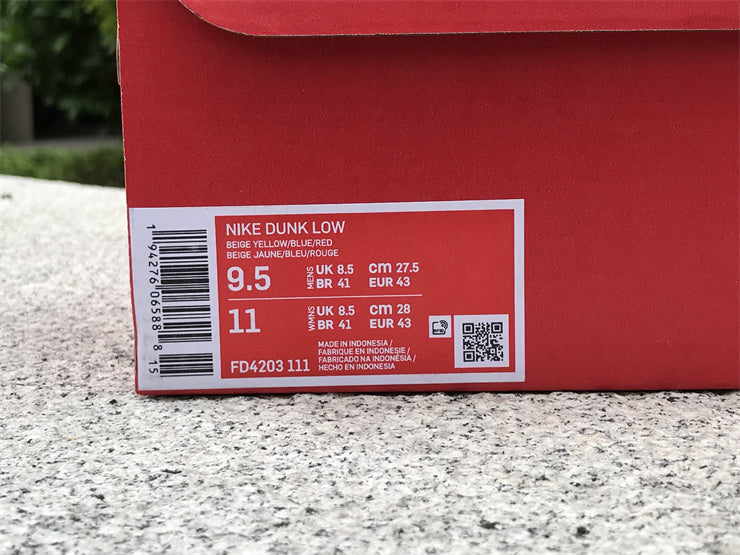 1 94276 06588 8 15
NIKE DUNK LOW
BEIGE YELLOW/BLUE/RED
BEIGE JAUNE/BLEU/ROUGE
9.5 MENS UK 8.5 cm 27.5
BR 41 EUR 43
11 WMNS UK 8.5 cm 28
BR 41 EUR 43
MADE IN INDONESIA /
FABRIQUE EN INDONESIE /
FABRICADO NA INDONÉSIA /
HECHO EN INDONESIA
FD4203 111
RFID